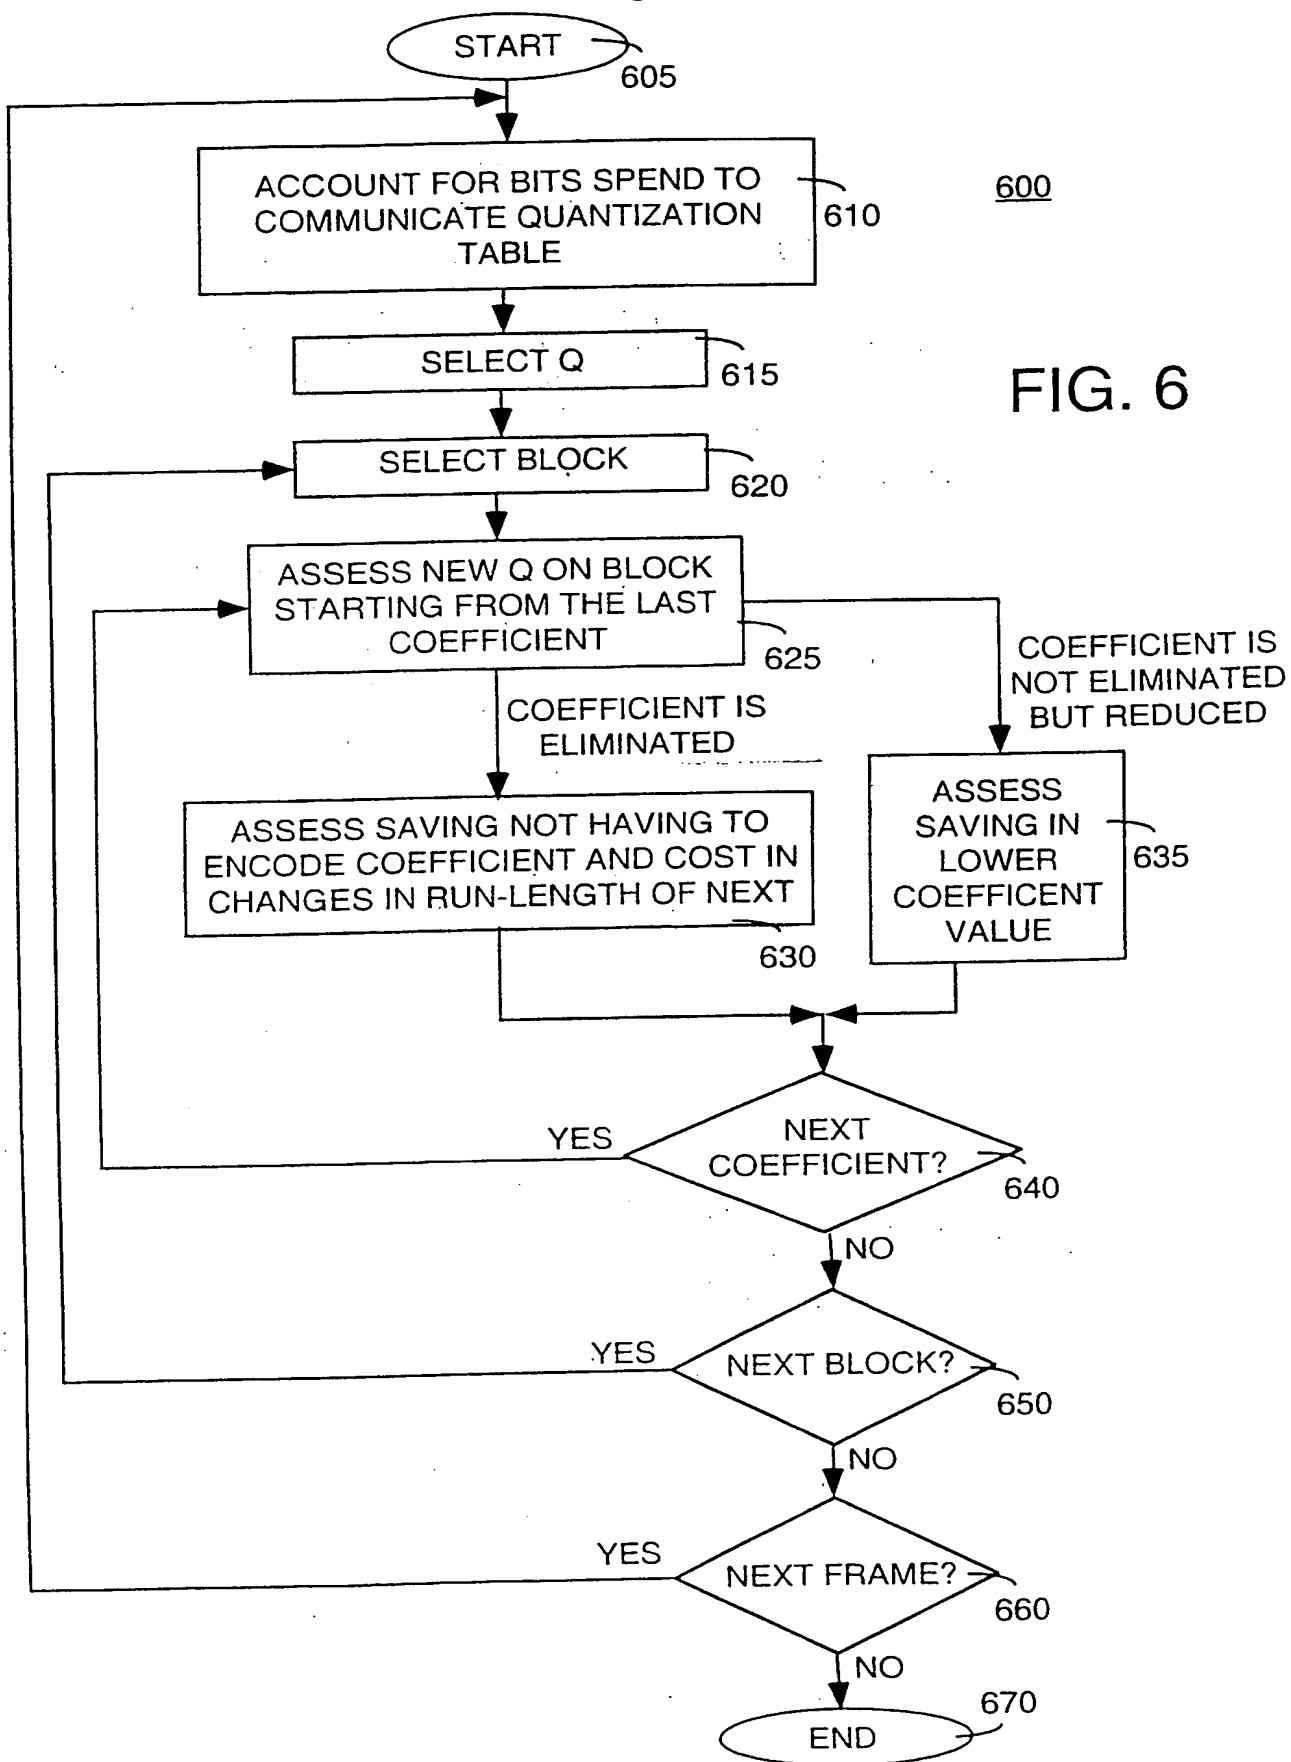 START
605
ACCOUNT FOR BITS SPEND TO
COMMUNICATE QUANTIZATION
TABLE
610
600
SELECT Q
615
FIG. 6
SELECT BLOCK
620
ASSESS NEW Q ON BLOCK
STARTING FROM THE LAST
COEFFICIENT
625
COEFFICIENT IS
NOT ELIMINATED
BUT REDUCED
COEFFICIENT IS
ELIMINATED
ASSESS SAVING NOT HAVING TO
ENCODE COEFFICIENT AND COST IN
CHANGES IN RUN-LENGTH OF NEXT
630
ASSESS
SAVING IN
LOWER
COEFFICENT
VALUE
635
NEXT
COEFFICIENT?
640
YES
NO
NEXT BLOCK?
650
YES
NO
NEXT FRAME?
660
YES
NO
END
670